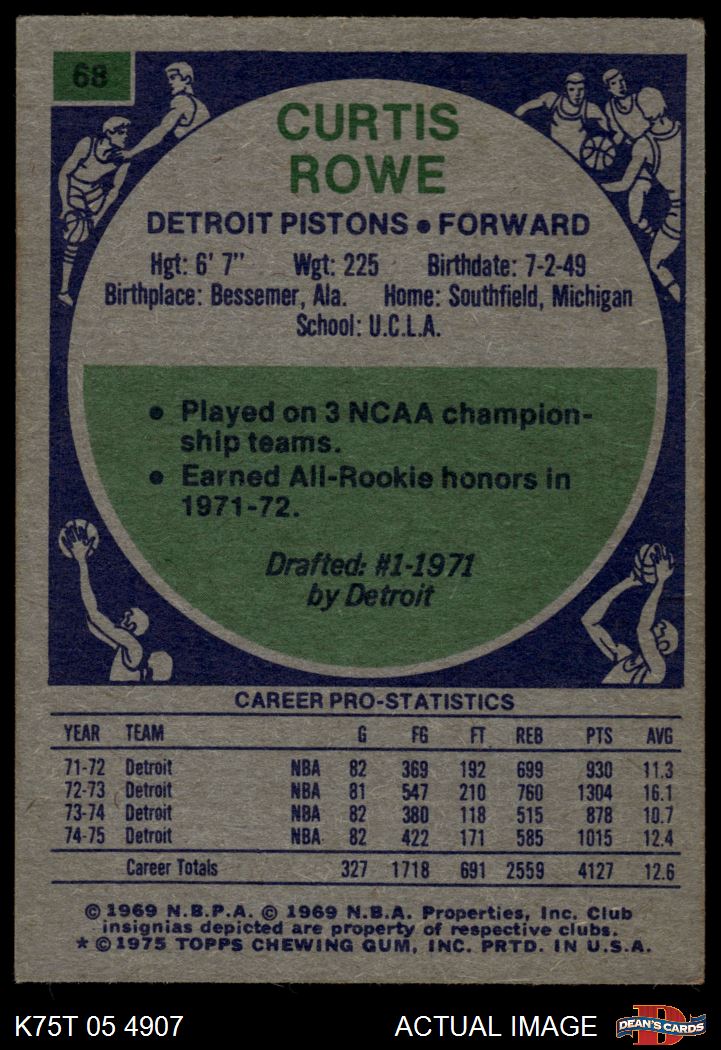 68
CURTIS
ROWE
DETROIT PISTONS • FORWARD
Hgt: 6' 7" Wgt: 225 Birthdate: 7-2-49
Birthplace: Bessemer, Ala. Home: Southfield, Michigan
School: U.C.L.A.
• Played on 3 NCAA champion-
ship teams.
• Earned All-Rookie honors in
1971-72.
Drafted: #1-1971
by Detroit
CAREER PRO-STATISTICS
YEAR TEAM G FG FT REB PTS AVG
71-72 Detroit NBA 82 369 192 699 930 11.3
72-73 Detroit NBA 81 547 210 760 1304 16.1
73-74 Detroit NBA 82 380 118 515 878 10.7
74-75 Detroit NBA 82 422 171 585 1015 12.4
Career Totals 327 1718 691 2559 4127 12.6
© 1969 N.B.P.A. © 1969 N.B.A. Properties, Inc. Club
insignias depicted are property of respective clubs.
* © 1975 TOPPS CHEWING GUM, INC. PRTD. IN U.S.A.
K75T 05 4907 ACTUAL IMAGE D DEAN'S CARDS